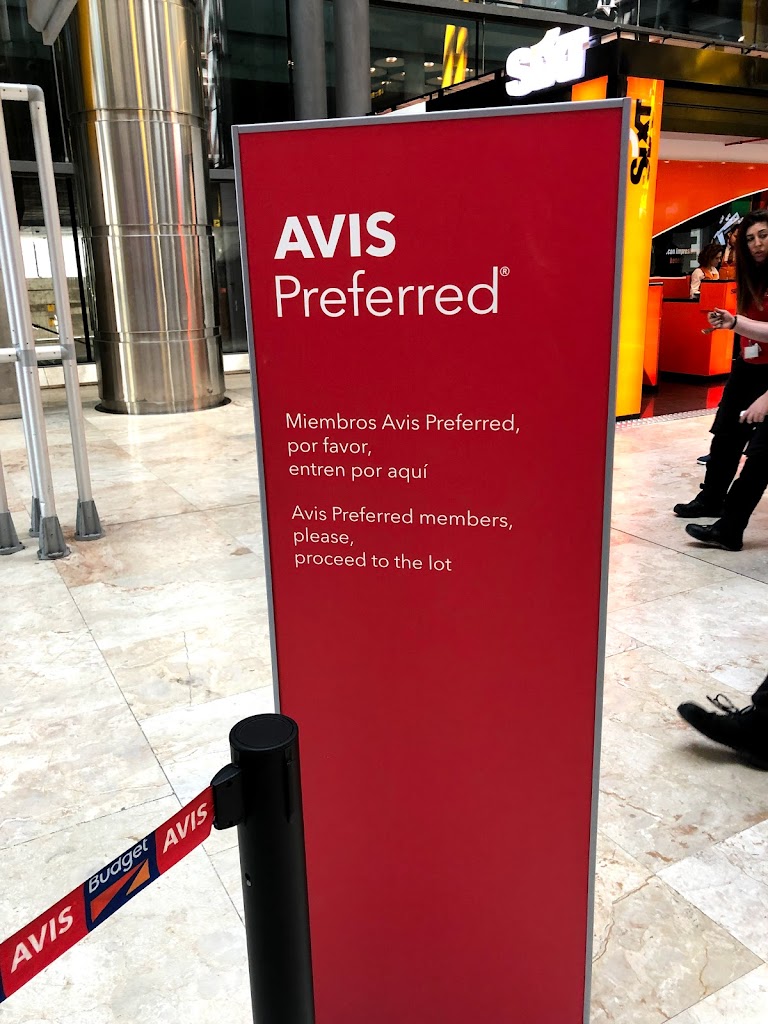 Sixt
SIXT
AVIS
Preferred®
Miembros Avis Preferred,
por favor,
entren por aquí
Avis Preferred members,
please,
proceed to the lot
AVIS
Budget
AVIS